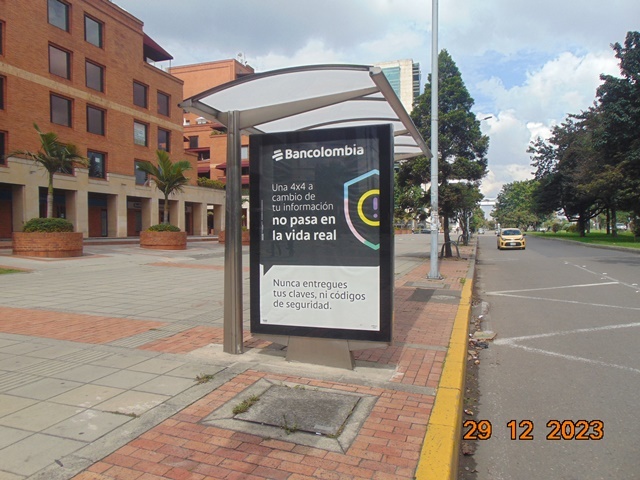 Bancolombia
Una 4x4 a
cambio de
tu información
no pasa en
la vida real
Nunca entregues
tus claves, ni códigos
de seguridad.
29 12 2023